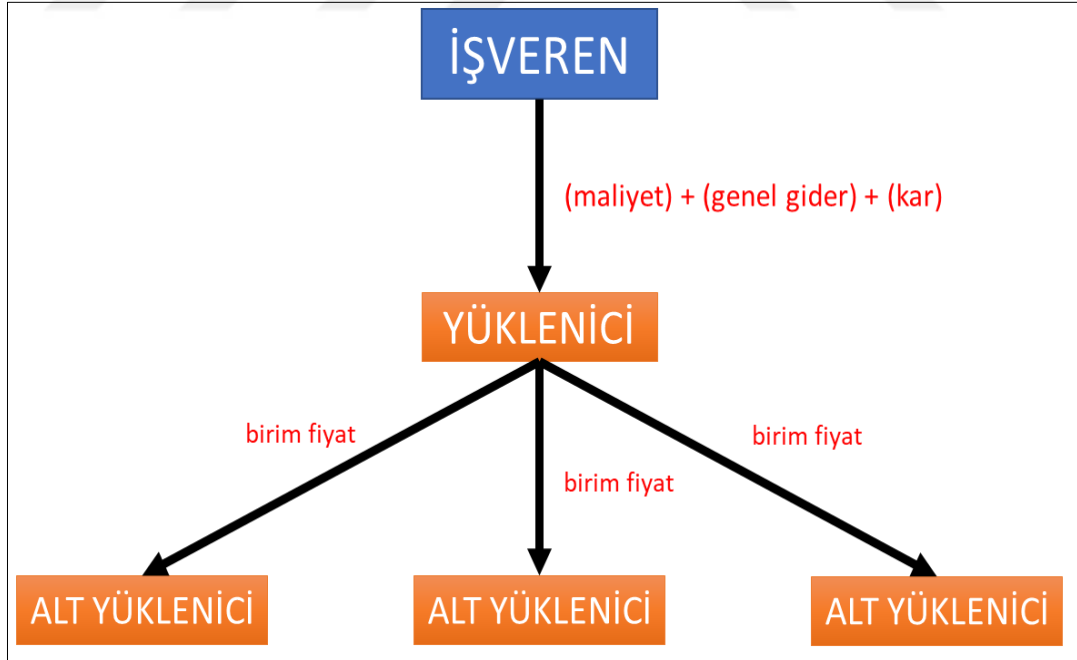 İŞVEREN
(maliyet) + (genel gider) + (kar)
YÜKLENİCİ
birim fiyat
birim fiyat
birim fiyat
ALT YÜKLENİCİ
ALT YÜKLENİCİ
ALT YÜKLENİCİ